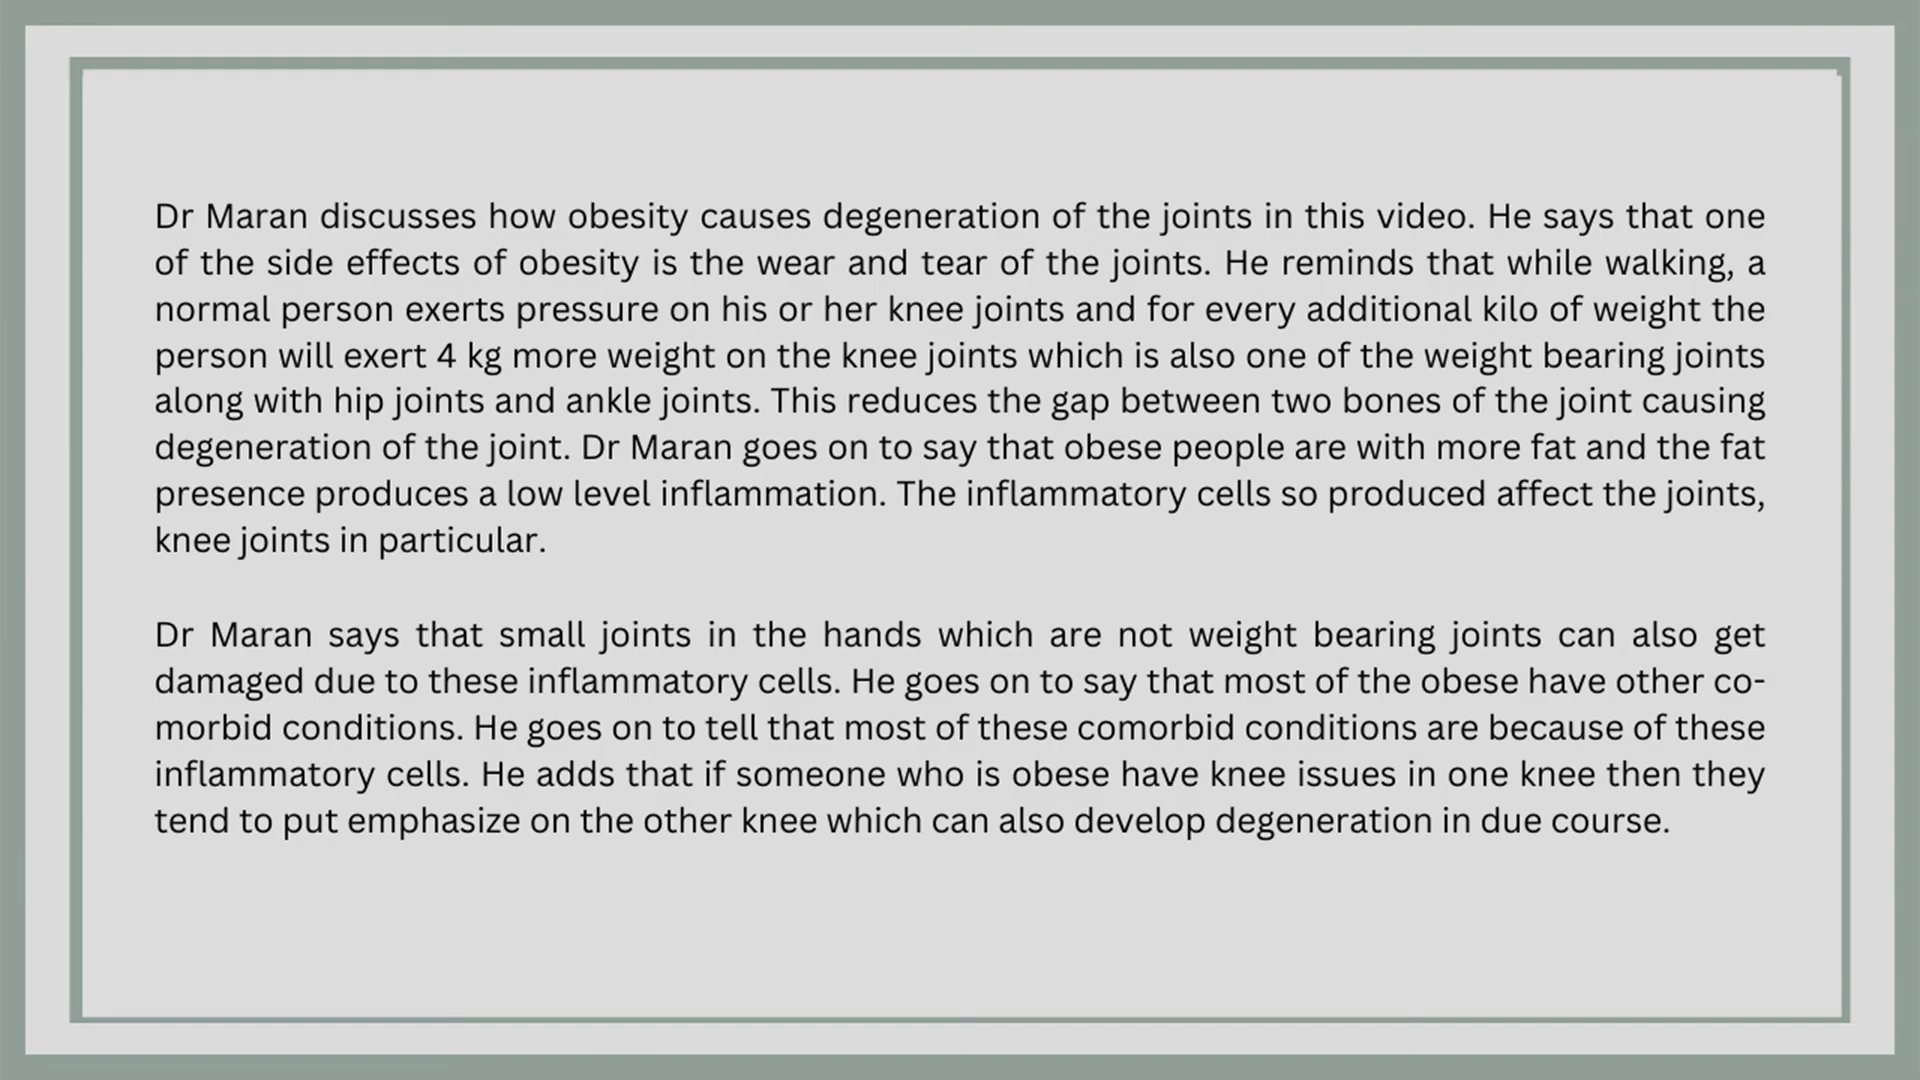 Dr Maran discusses how obesity causes degeneration of the joints in this video. He says that one
of the side effects of obesity is the wear and tear of the joints. He reminds that while walking, a
normal person exerts pressure on his or her knee joints and for every additional kilo of weight the
person will exert 4 kg more weight on the knee joints which is also one of the weight bearing joints
along with hip joints and ankle joints. This reduces the gap between two bones of the joint causing
degeneration of the joint. Dr Maran goes on to say that obese people are with more fat and the fat
presence produces a low level inflammation. The inflammatory cells so produced affect the joints,
knee joints in particular.
Dr Maran says that small joints in the hands which are not weight bearing joints can also get
damaged due to these inflammatory cells. He goes on to say that most of the obese have other co-
morbid conditions. He goes on to tell that most of these comorbid conditions are because of these
inflammatory cells. He adds that if someone who is obese have knee issues in one knee then they
tend to put emphasize on the other knee which can also develop degeneration in due course.